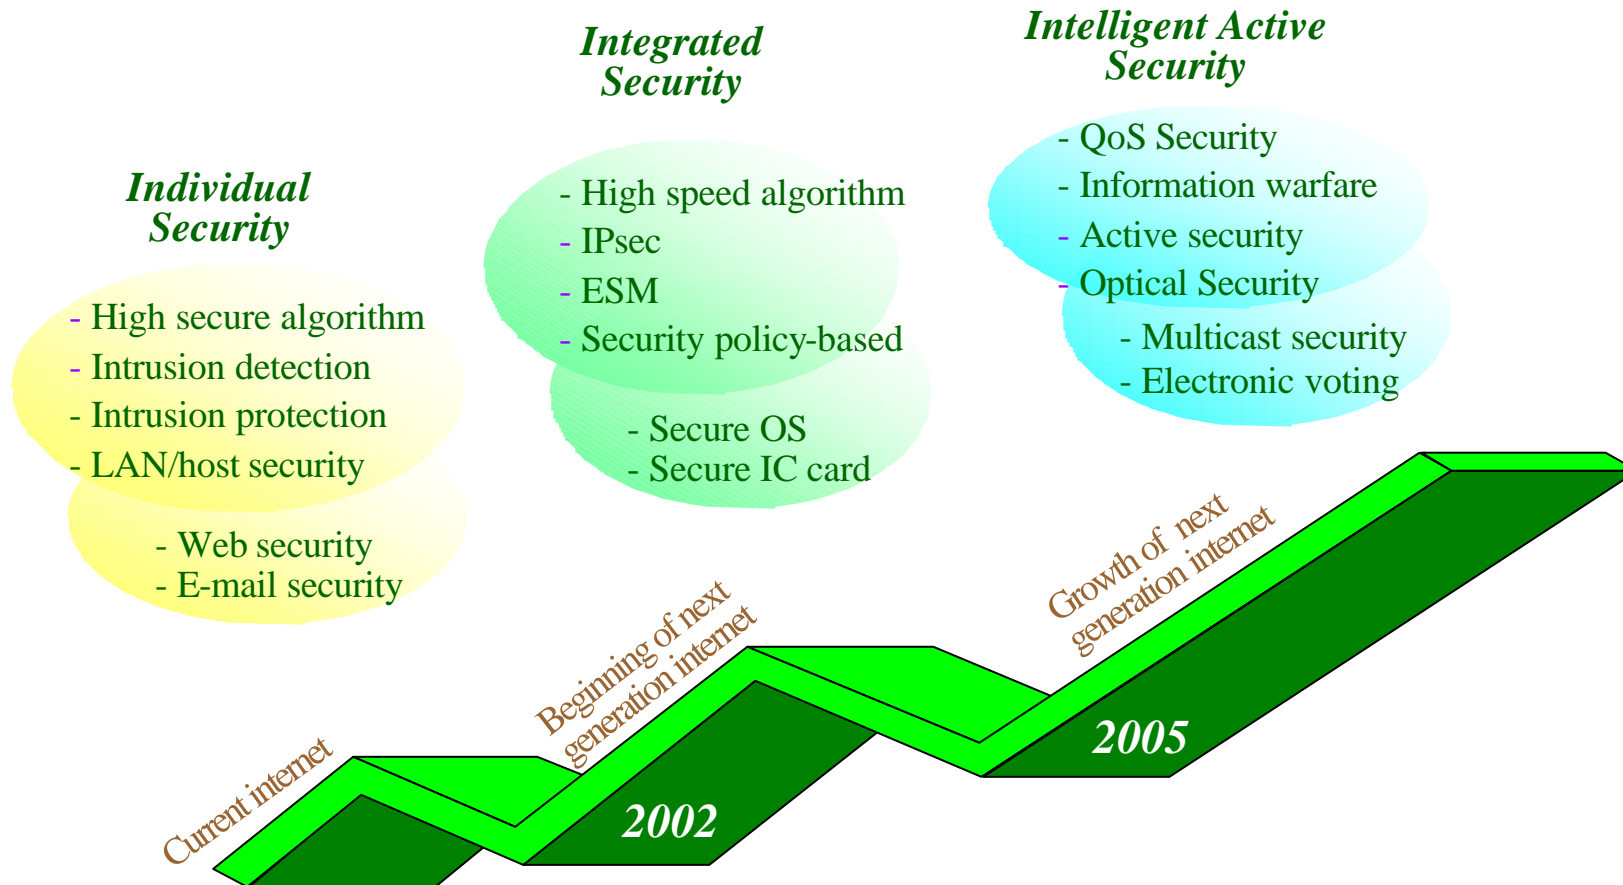 Individual
Security
- High secure algorithm
- Intrusion detection
- Intrusion protection
- LAN/host security
- Web security
- E-mail security
Integrated
Security
- High speed algorithm
- IPsec
- ESM
- Security policy-based
- Secure OS
- Secure IC card
Intelligent Active
Security
- QoS Security
- Information warfare
- Active security
- Optical Security
- Multicast security
- Electronic voting
Current internet
Beginning of next
generation internet
2002
Growth of next
generation internet
2005